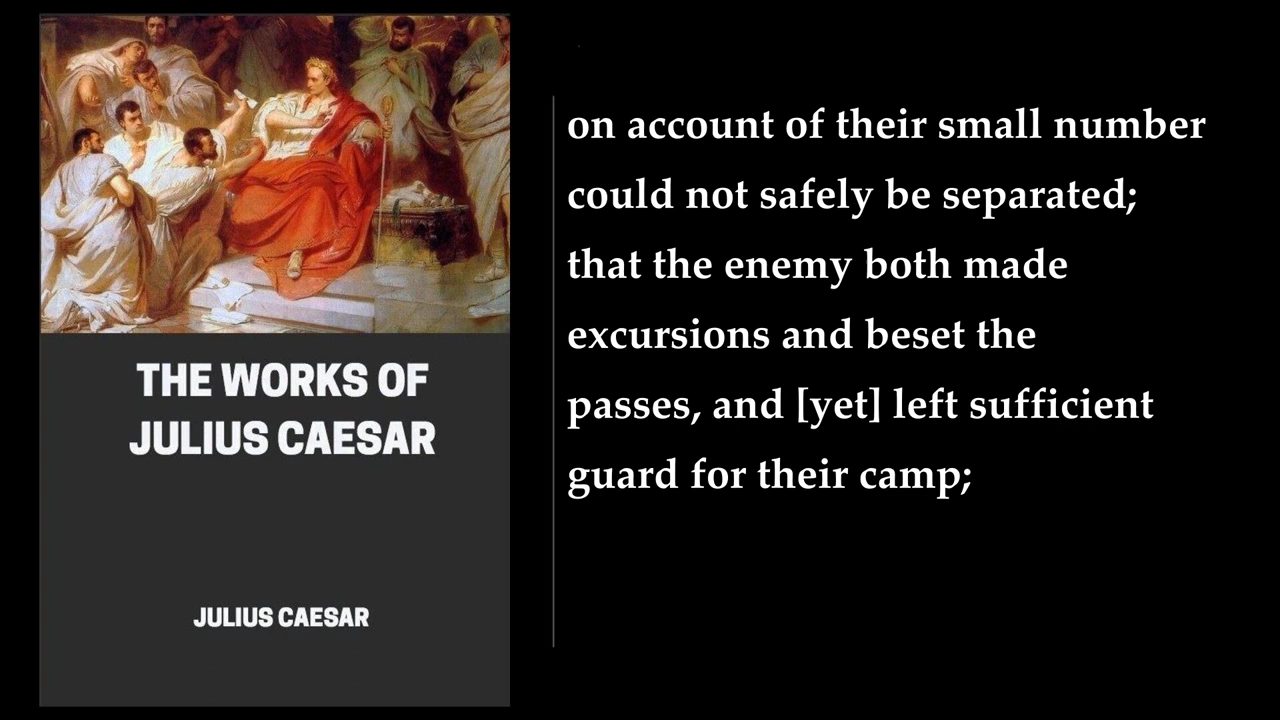 THE WORKS OF
JULIUS CAESAR
JULIUS CAESAR
on account of their small number
could not safely be separated;
that the enemy both made
excursions and beset the
passes, and [yet] left sufficient
guard for their camp;